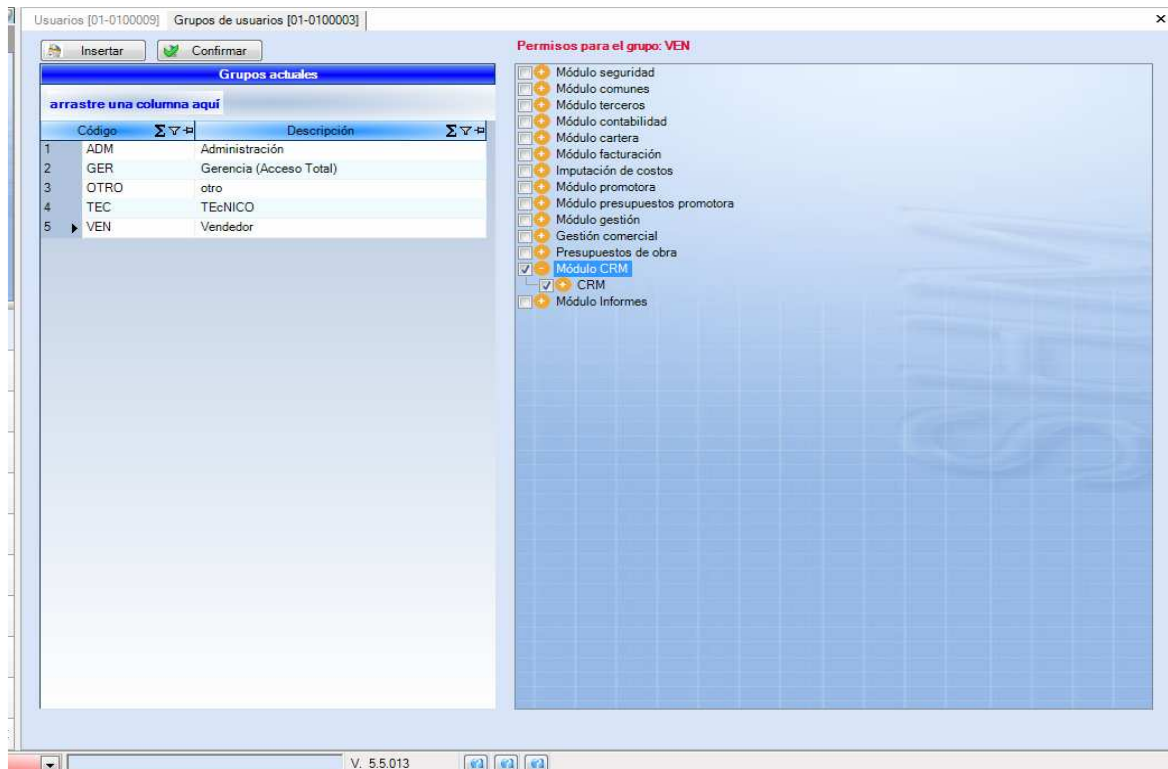 Usuarios [01-0100009] Grupos de usuarios [01-0100003]
Insertar Confirmar
Grupos actuales
arrastre una columna aquí
Código Descripción
1 ADM Administración
2 GER Gerencia (Acceso Total)
3 OTRO otro
4 TEC TEcNICO
5 VEN Vendedor
Permisos para el grupo: VEN
Módulo seguridad
Módulo comunes
Módulo terceros
Módulo contabilidad
Módulo cartera
Módulo facturación
Imputación de costos
Módulo promotora
Módulo presupuestos promotora
Módulo gestión
Gestión comercial
Presupuestos de obra
Módulo CRM
CRM
Módulo Informes
V. 5.5.013